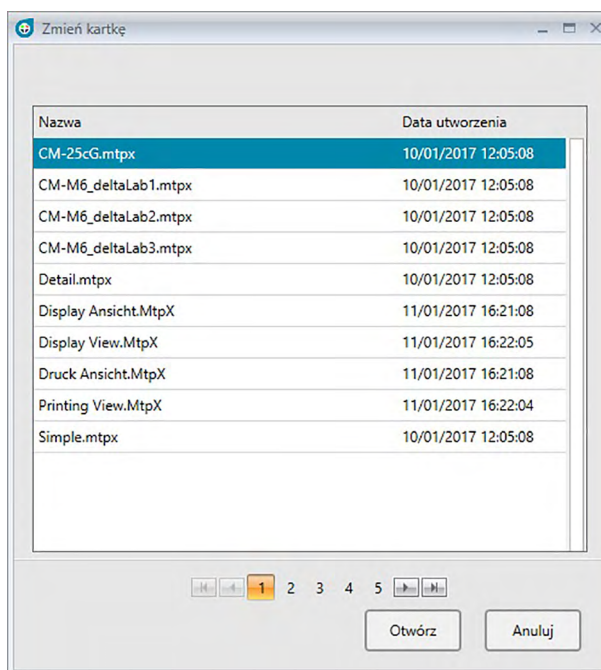 Zmień kartkę
Nazwa Data utworzenia
CM-25cG.mtpx 10/01/2017 12:05:08
CM-M6_deltaLab1.mtpx 10/01/2017 12:05:08
CM-M6_deltaLab2.mtpx 10/01/2017 12:05:08
CM-M6_deltaLab3.mtpx 10/01/2017 12:05:08
Detail.mtpx 10/01/2017 12:05:08
Display Ansicht.MtpX 11/01/2017 16:21:08
Display View.MtpX 11/01/2017 16:22:05
Druck Ansicht.MtpX 11/01/2017 16:21:08
Printing View.MtpX 11/01/2017 16:22:04
Simple.mtpx 10/01/2017 12:05:08
1 2 3 4 5
Otwórz Anuluj